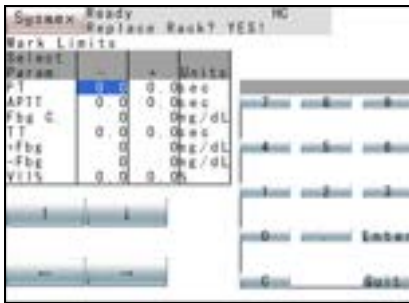 Sysmex Ready HC
Replace Rack? YES!
Mark Limits
Select
Param - + Units
PT 0.0 0.0 sec
APTT 0.0 0.0 sec
Fbg C. 0 0 mg/dL
TT 0.0 0.0 sec
-Fbg 0 0 mg/dL
-Fbg 0 0 mg/dL
VII% 0.0 0.0 %
7 8 9
4 5 6
1 2 3
↑ ↓
0 . Enter
← →
C Quit